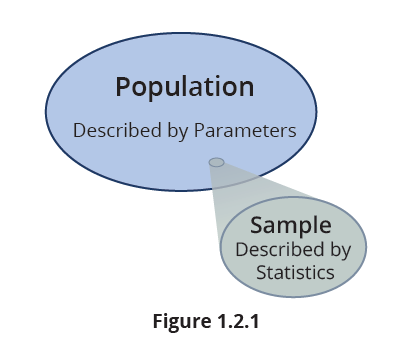 Population
Described by Parameters
Sample
Described by
Statistics
Figure 1.2.1